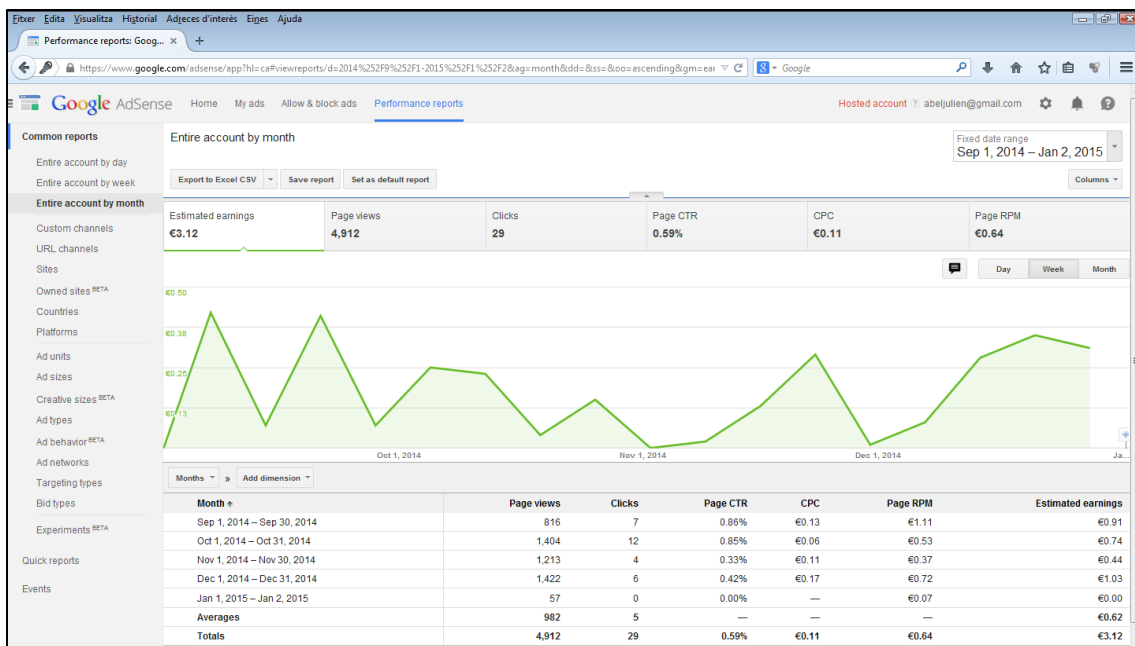 Fitxer Edita Visualitza Historial Adreces d'interès Eines Ajuda
Performance reports: Goog... × +
https://www.google.com/adsense/app?hl=ca#viewreports/d=2014%252F9%252F1-2015%252F1%252F2&ag=month&dd=&ss=&oo=ascending&gm=ear
8 Google
Google AdSense Home My ads Allow & block ads Performance reports Hosted account ? abeljulien@gmail.com
Common reports
Entire account by day
Entire account by week
Entire account by month
Custom channels
URL channels
Sites
Owned sites BETA
Countries
Platforms
Ad units
Ad sizes
Creative sizes BETA
Ad types
Ad behavior BETA
Ad networks
Targeting types
Bid types
Experiments BETA
Quick reports
Events
Entire account by month
Fixed date range
Sep 1, 2014 – Jan 2, 2015
Export to Excel CSV Save report Set as default report Columns
Estimated earnings Page views Clicks Page CTR CPC Page RPM
€3.12 4,912 29 0.59% €0.11 €0.64
Day Week Month
€0.50
€0.38
€0.25
€0.13
Oct 1, 2014 Nov 1, 2014 Dec 1, 2014 Ja...
Months » Add dimension
Month Page views Clicks Page CTR CPC Page RPM Estimated earnings
Sep 1, 2014 – Sep 30, 2014 816 7 0.86% €0.13 €1.11 €0.91
Oct 1, 2014 – Oct 31, 2014 1,404 12 0.85% €0.06 €0.53 €0.74
Nov 1, 2014 – Nov 30, 2014 1,213 4 0.33% €0.11 €0.37 €0.44
Dec 1, 2014 – Dec 31, 2014 1,422 6 0.42% €0.17 €0.72 €1.03
Jan 1, 2015 – Jan 2, 2015 57 0 0.00% — €0.07 €0.00
Averages 982 5 — — — €0.62
Totals 4,912 29 0.59% €0.11 €0.64 €3.12